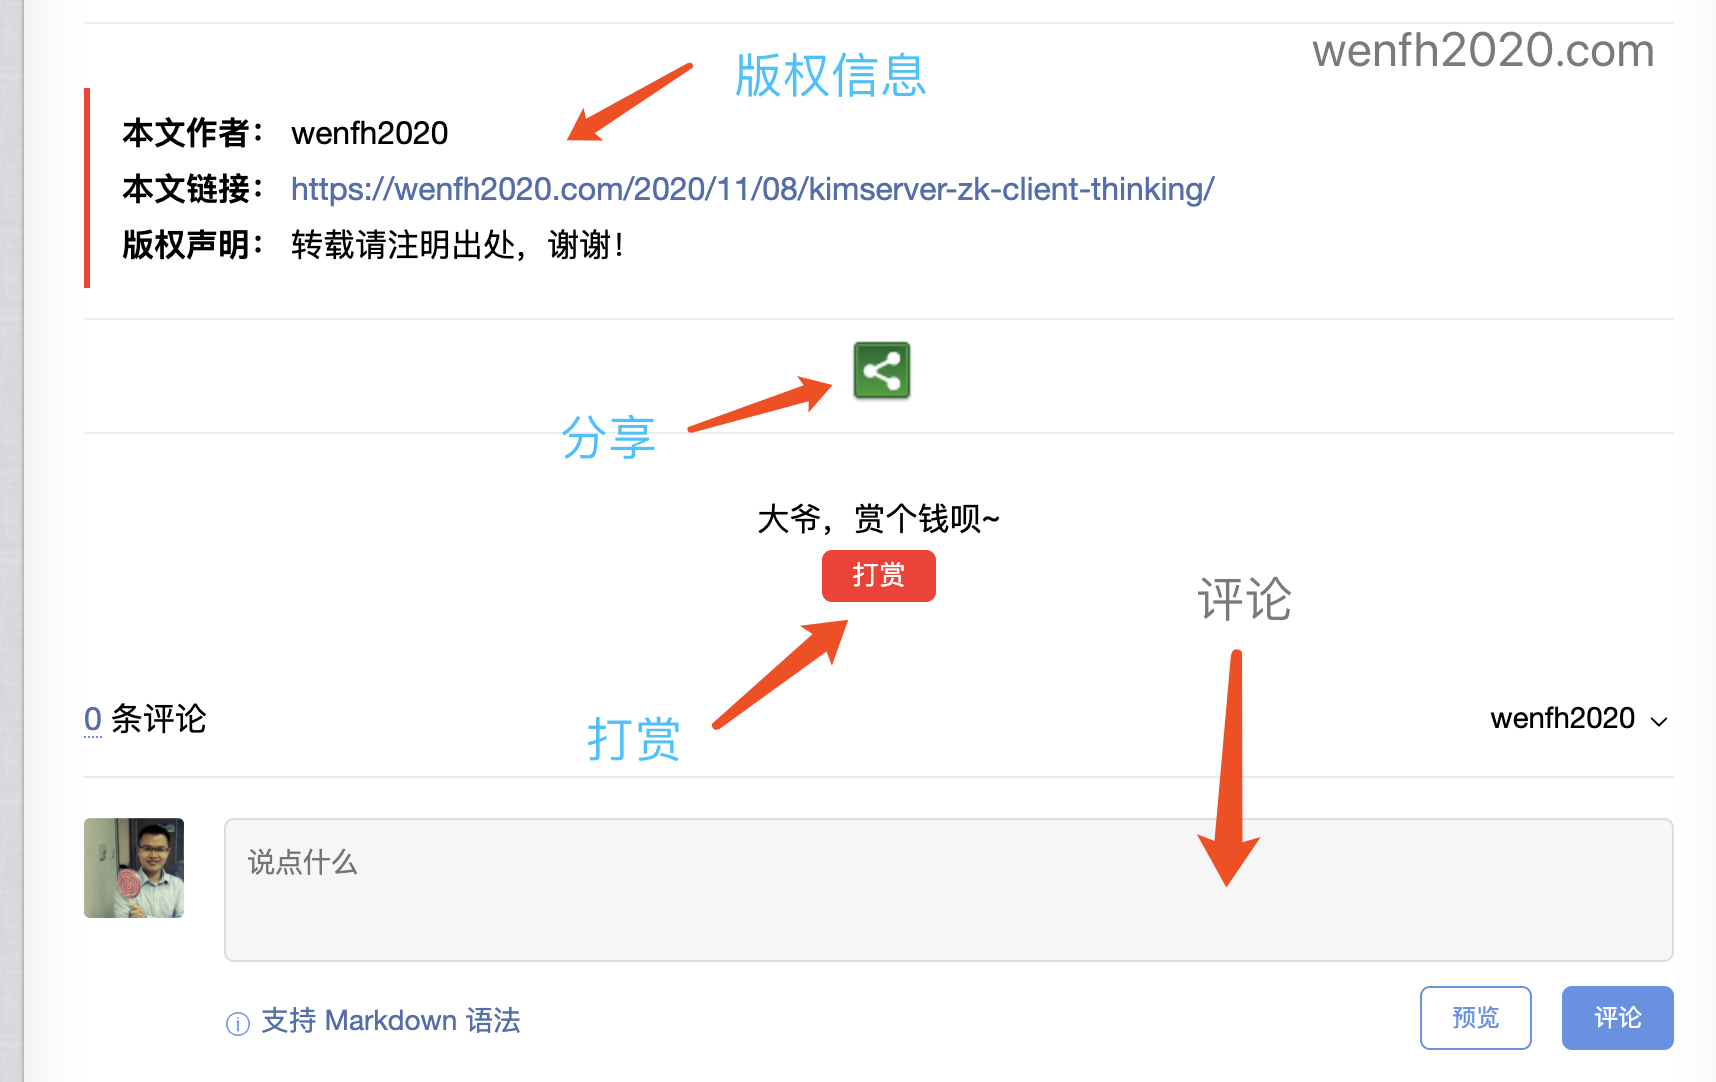 wenfh2020.com
版权信息
本文作者： wenfh2020
本文链接： https://wenfh2020.com/2020/11/08/kimserver-zk-client-thinking/
版权声明： 转载请注明出处，谢谢！
分享
大爷，赏个钱呗~
打赏
评论
打赏
0 条评论
wenfh2020
说点什么
支持 Markdown 语法
预览
评论